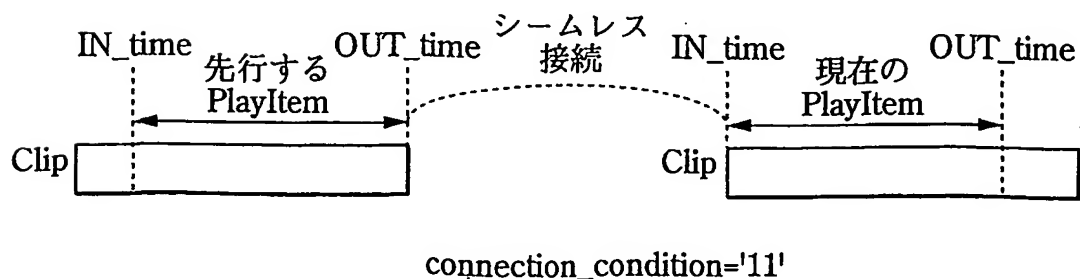 IN_time
先行する
PlayItem
OUT_time
シームレス
接続
IN_time
現在の
PlayItem
OUT_time
Clip
Clip
connection_condition='11'